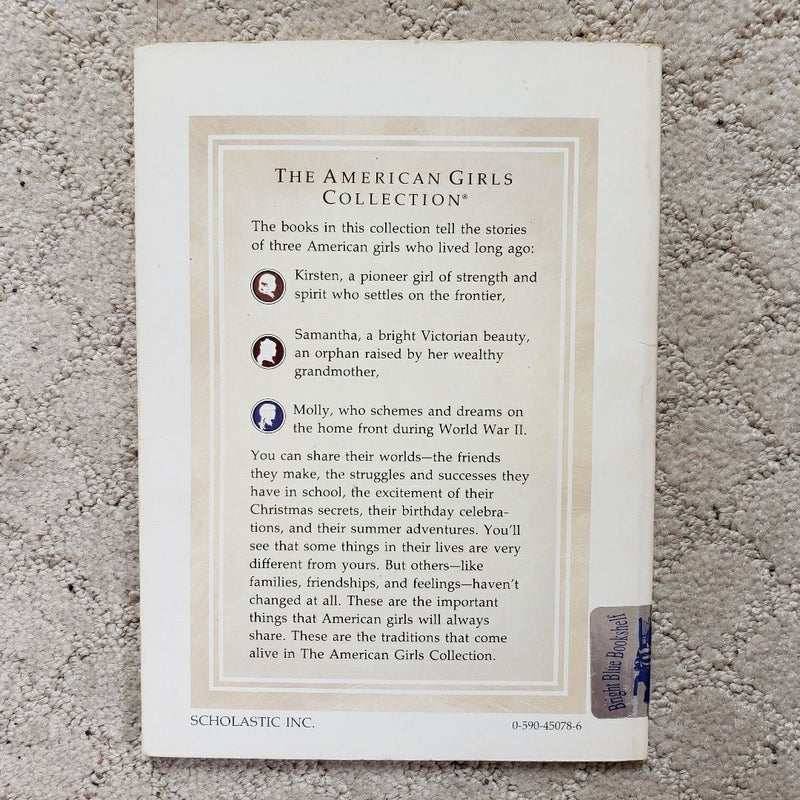 THE AMERICAN GIRLS
COLLECTION®
The books in this collection tell the stories
of three American girls who lived long ago:
Kirsten, a pioneer girl of strength and
spirit who settles on the frontier,
Samantha, a bright Victorian beauty,
an orphan raised by her wealthy
grandmother,
Molly, who schemes and dreams on
the home front during World War II.
You can share their worlds—the friends
they make, the struggles and successes they
have in school, the excitement of their
Christmas secrets, their birthday celebra-
tions, and their summer adventures. You'll
see that some things in their lives are very
different from yours. But others—like
families, friendships, and feelings—haven't
changed at all. These are the important
things that American girls will always
share. These are the traditions that come
alive in The American Girls Collection.
Bright Blue Bookshelf
SCHOLASTIC INC.
0-590-45078-6